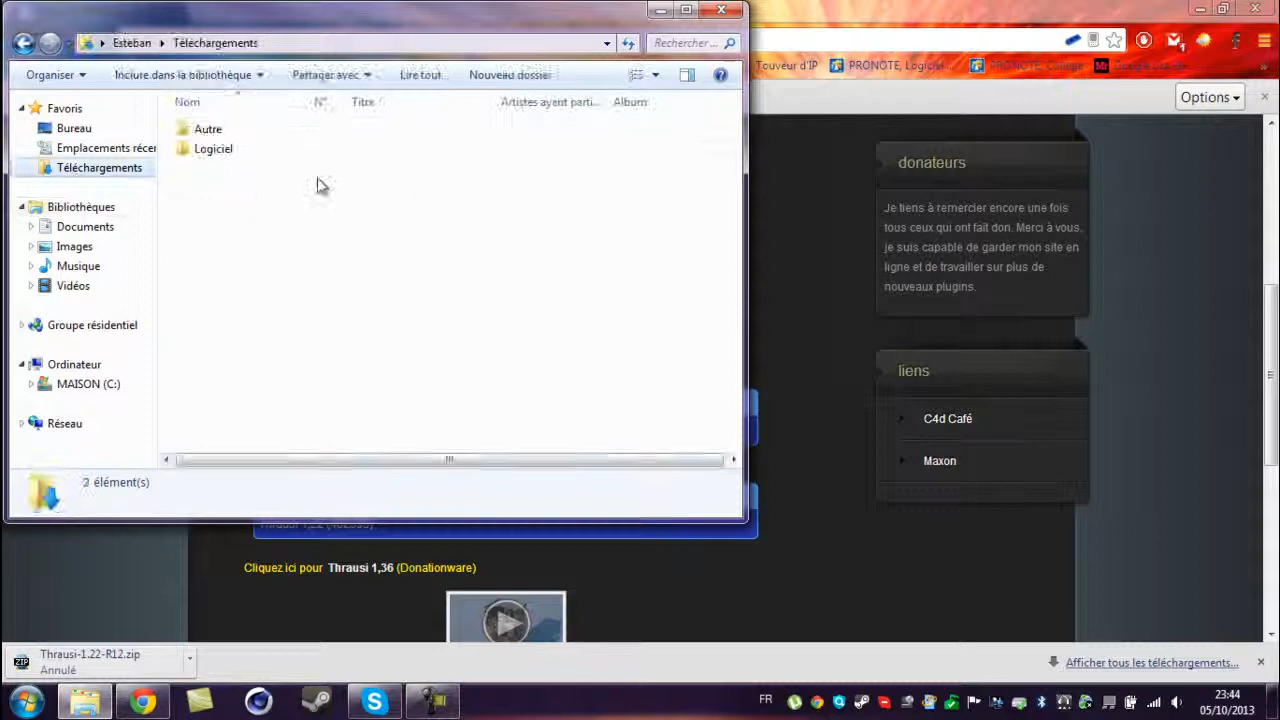 Esteban
Téléchargements
Rechercher...
Organiser
Inclure dans la bibliothèque
Partager avec
Lire tout
Nouveau dossier
Touveur d'IP
PRONOTE, Logiciel...
PRONOTE, Collège
Options
Favoris
Bureau
Emplacements récer
Téléchargements
Bibliothèques
Documents
Images
Musique
Vidéos
Groupe résidentiel
Ordinateur
MAISON (C:)
Réseau
Nom
N°
Titre
Artistes ayant parti...
Album
Autre
Logiciel
2 élément(s)
donateurs
Je tiens à remercier encore une fois
tous ceux qui ont fait don. Merci à vous,
je suis capable de garder mon site en
ligne et de travailler sur plus de
nouveaux plugins.
liens
C4d Café
Maxon
Cliquez ici pour Thrausi 1,36 (Donationware)
Thrausi-1.22-R12.zip
Annulé
Afficher tous les téléchargements...
FR
23:44
05/10/2013